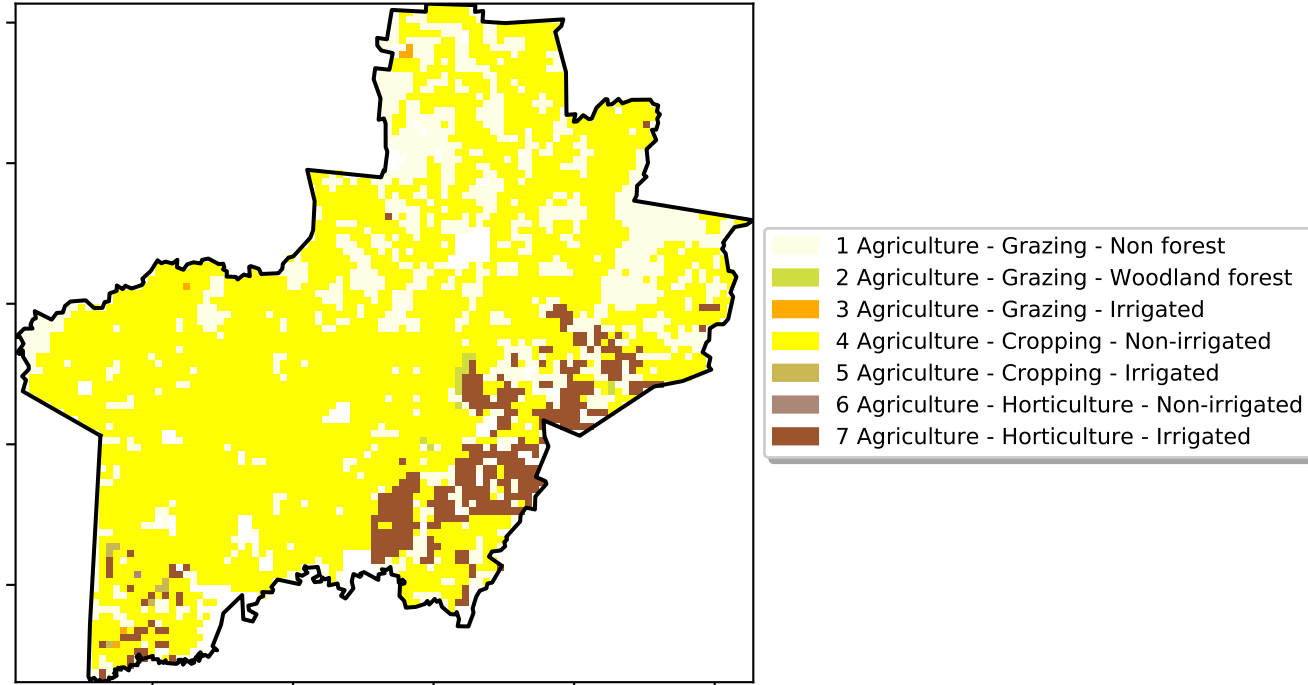 1 Agriculture - Grazing - Non forest
2 Agriculture - Grazing - Woodland forest
3 Agriculture - Grazing - Irrigated
4 Agriculture - Cropping - Non-irrigated
5 Agriculture - Cropping - Irrigated
6 Agriculture - Horticulture - Non-irrigated
7 Agriculture - Horticulture - Irrigated